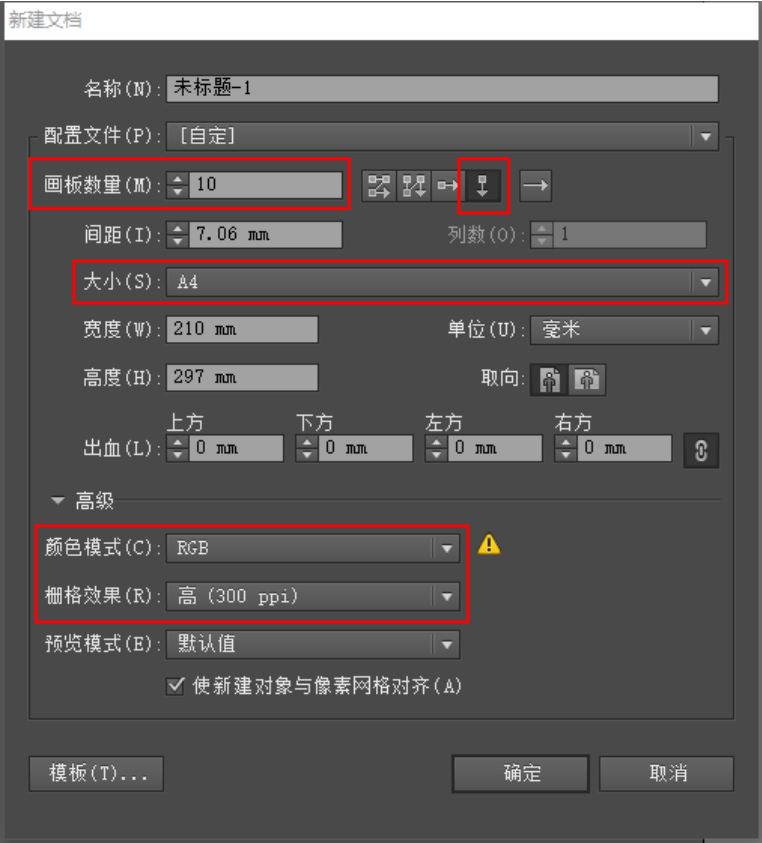 新建文档
名称(N): 未标题-1
配置文件(P): [自定]
画板数量(M): 10
间距(I): 7.06 mm 列数(O): 1
大小(S): A4
宽度(W): 210 mm 单位(U): 毫米
高度(H): 297 mm 取向:
上方 下方 左方 右方
出血(L): 0 mm 0 mm 0 mm 0 mm
高级
颜色模式(C): RGB
栅格效果(R): 高 (300 ppi)
预览模式(E): 默认值
使新建对象与像素网格对齐(A)
模板(T)... 确定 取消